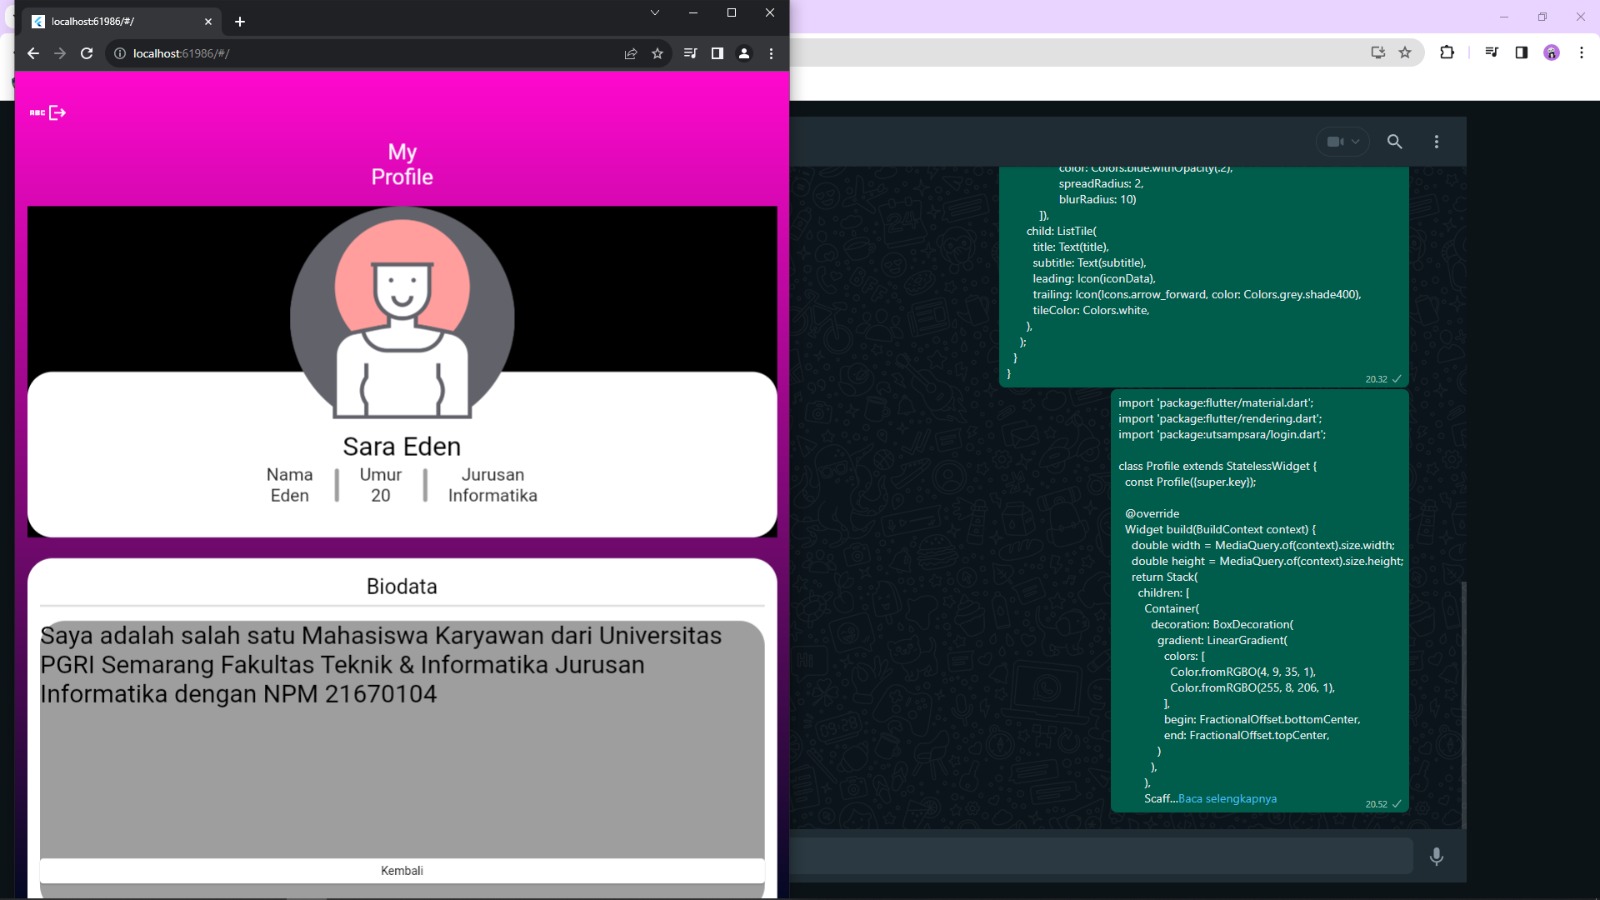 localhost:61986/#/
localhost:61986/#/
My
Profile
Sara Eden
Nama
Eden
Umur
20
Jurusan
Informatika
Biodata
Saya adalah salah satu Mahasiswa Karyawan dari Universitas
PGRI Semarang Fakultas Teknik & Informatika Jurusan
Informatika dengan NPM 21670104
Kembali
color: Colors.blue.withOpacity(.2),
spreadRadius: 2,
blurRadius: 10)
]),
child: ListTile(
title: Text(title),
subtitle: Text(subtitle),
leading: Icon(iconData),
trailing: Icon(Icons.arrow_forward, color: Colors.grey.shade400),
tileColor: Colors.white,
),
);
}
}
20.32
import 'package:flutter/material.dart';
import 'package:flutter/rendering.dart';
import 'package:utsampsara/login.dart';
class Profile extends StatelessWidget {
const Profile({super.key});
@override
Widget build(BuildContext context) {
double width = MediaQuery.of(context).size.width;
double height = MediaQuery.of(context).size.height;
return Stack(
children: [
Container(
decoration: BoxDecoration(
gradient: LinearGradient(
colors: [
Color.fromRGBO(4, 9, 35, 1),
Color.fromRGBO(255, 8, 206, 1),
],
begin: FractionalOffset.bottomCenter,
end: FractionalOffset.topCenter,
)
),
),
Scaff...Baca selengkapnya
20.52